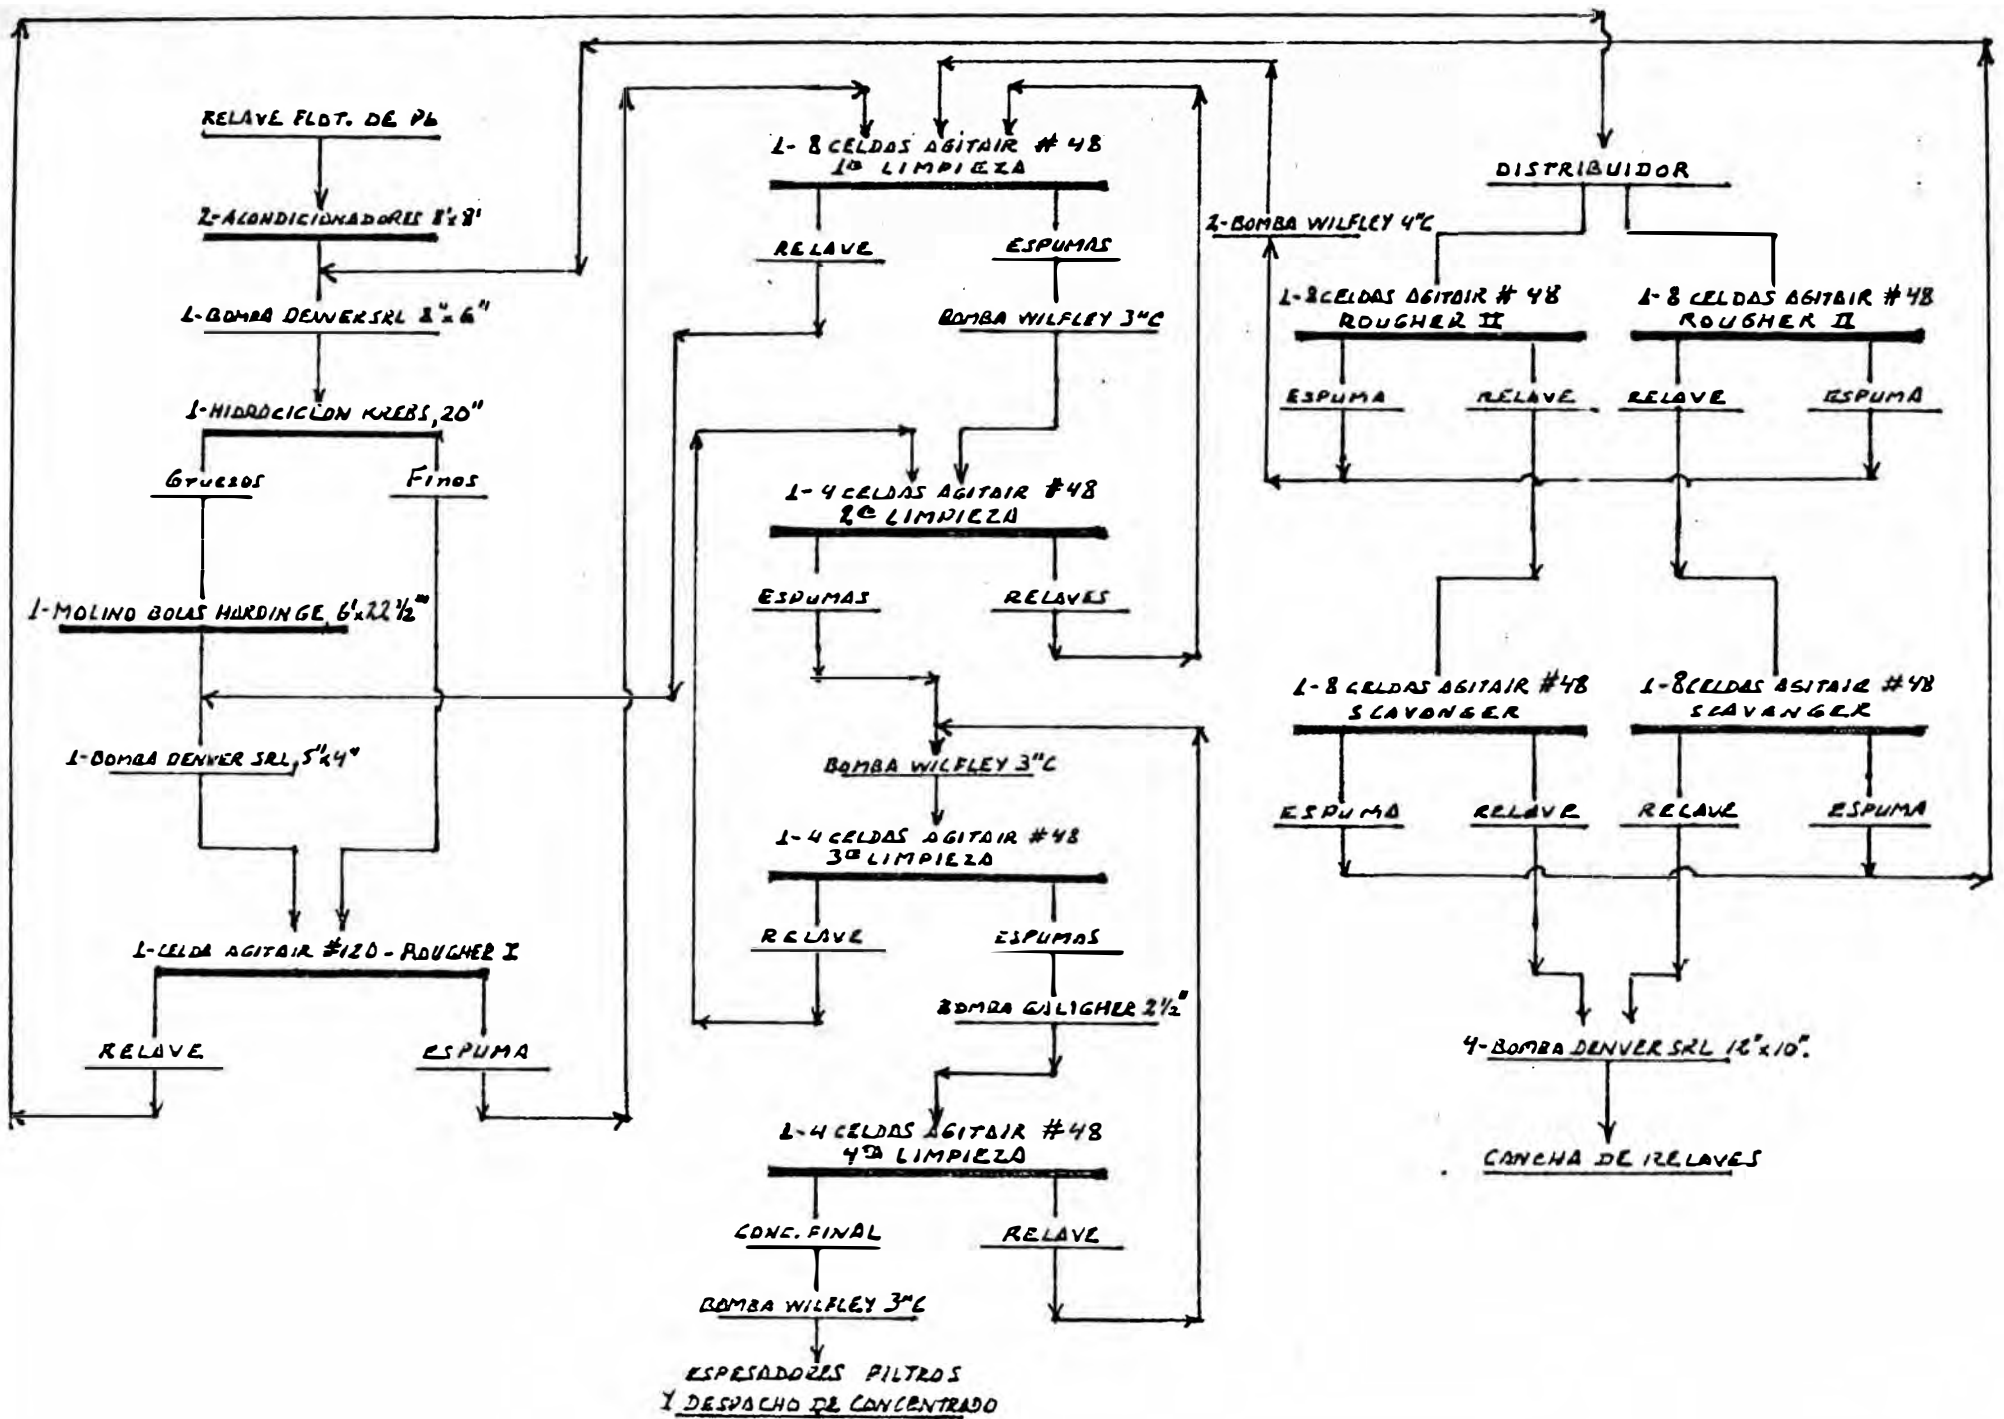 RELAVE FLOT. DE Pb
2-ACONDICIONADORES 8'x8'
1-BOMBA DENVER SRL 8"x6"
1-HIDROCICLON KREBS, 20"
Gruesos
Finos
1-MOLINO BOLAS HARDINGE, 6'x22 1/2"
1-BOMBA DENVER SRL, 5"x4"
1-CELDA AGITAIR #120-ROUGHER I
RELAVE
ESPUMA
1-8 CELDAS AGITAIR #48
1a LIMPIEZA
RELAVE
ESPUMAS
BOMBA WILFLEY 3"C
1-4 CELDAS AGITAIR #48
2a LIMPIEZA
ESPUMAS
RELAVES
BOMBA WILFLEY 3"C
1-4 CELDAS AGITAIR #48
3a LIMPIEZA
RELAVE
ESPUMAS
BOMBA GALIGHER 2 1/2"
1-4 CELDAS AGITAIR #48
4TA LIMPIEZA
CONC. FINAL
RELAVE
BOMBA WILFLEY 3"C
ESPESADORES FILTROS
Y DESPACHO DE CONCENTRADO
DISTRIBUIDOR
2-BOMBA WILFLEY 4"C
1-8 CELDAS AGITAIR #48
ROUGHER II
1-8 CELDAS AGITAIR #48
ROUGHER II
ESPUMA
RELAVE
RELAVE
ESPUMA
1-8 CELDAS AGITAIR #48
SCAVONGER
1-8 CELDAS AGITAIR #48
SCAVANGER
ESPUMA
RELAVE
RELAVE
ESPUMA
4-BOMBA DENVER SRL 12"x10".
CANCHA DE RELAVES